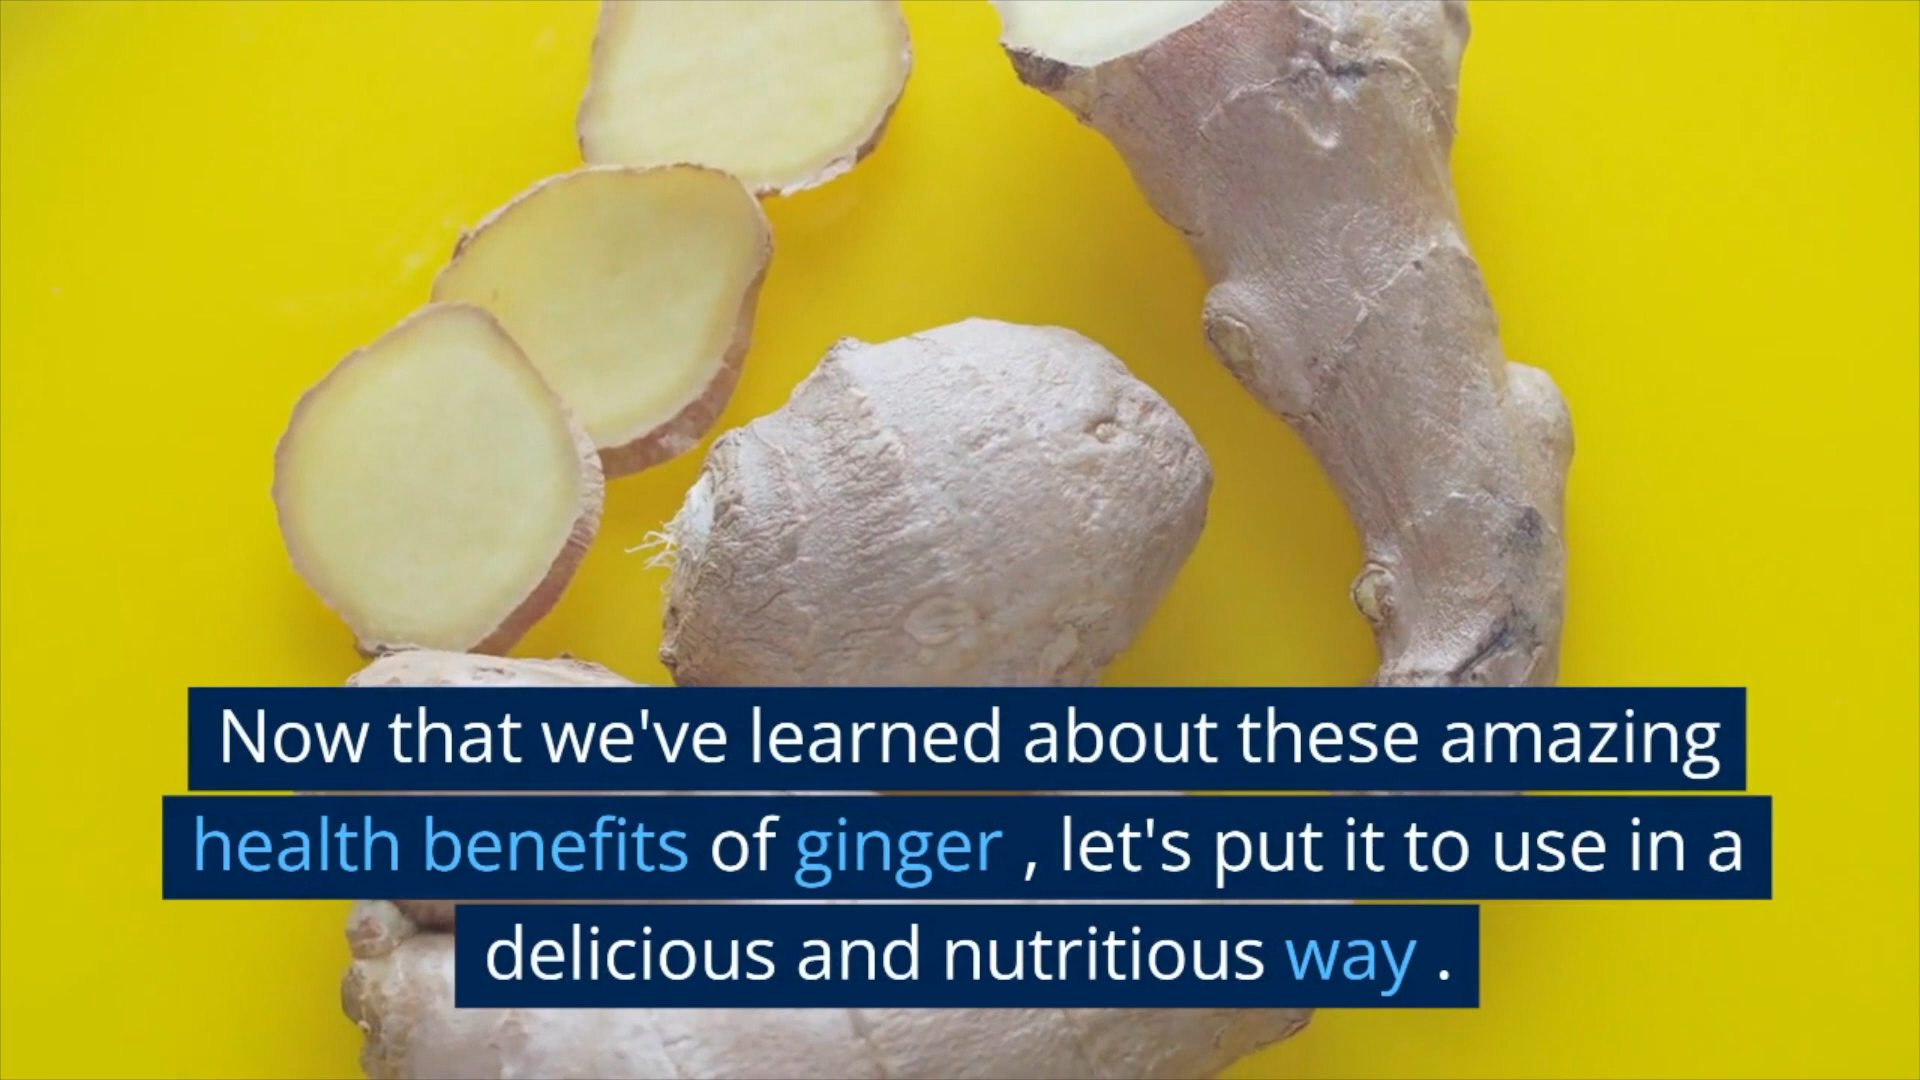 Now that we've learned about these amazing
health benefits of ginger , let's put it to use in a
delicious and nutritious way .